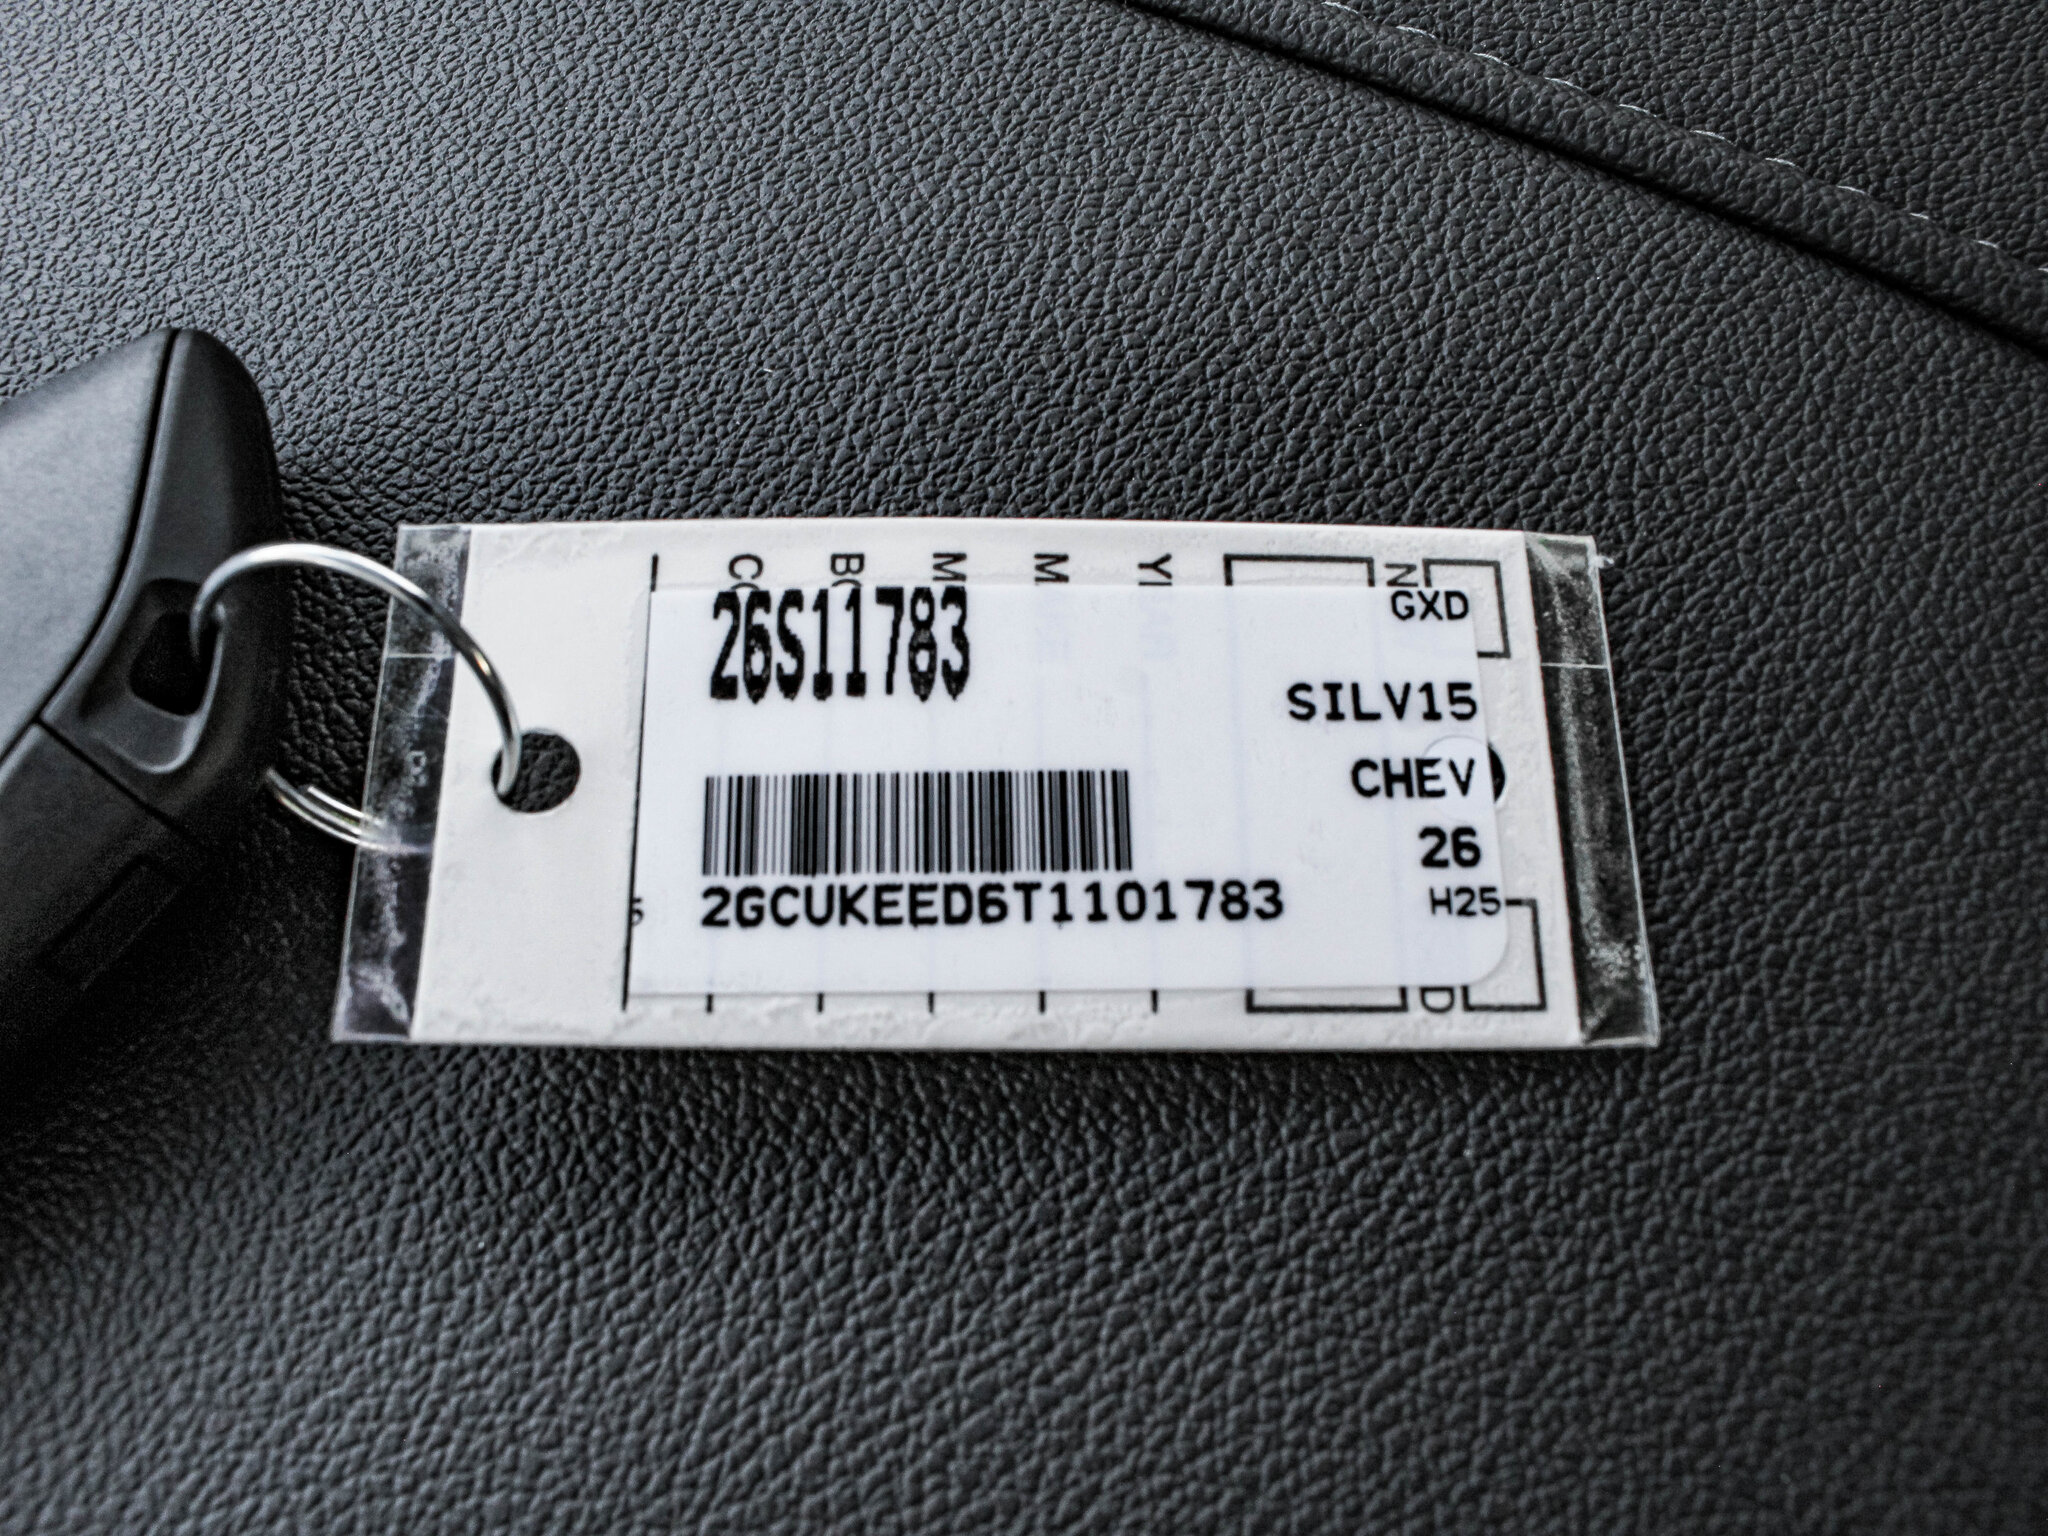 26S11783
GXD
SILV15
CHEV
26
2GCUKEED6T1101783
H25